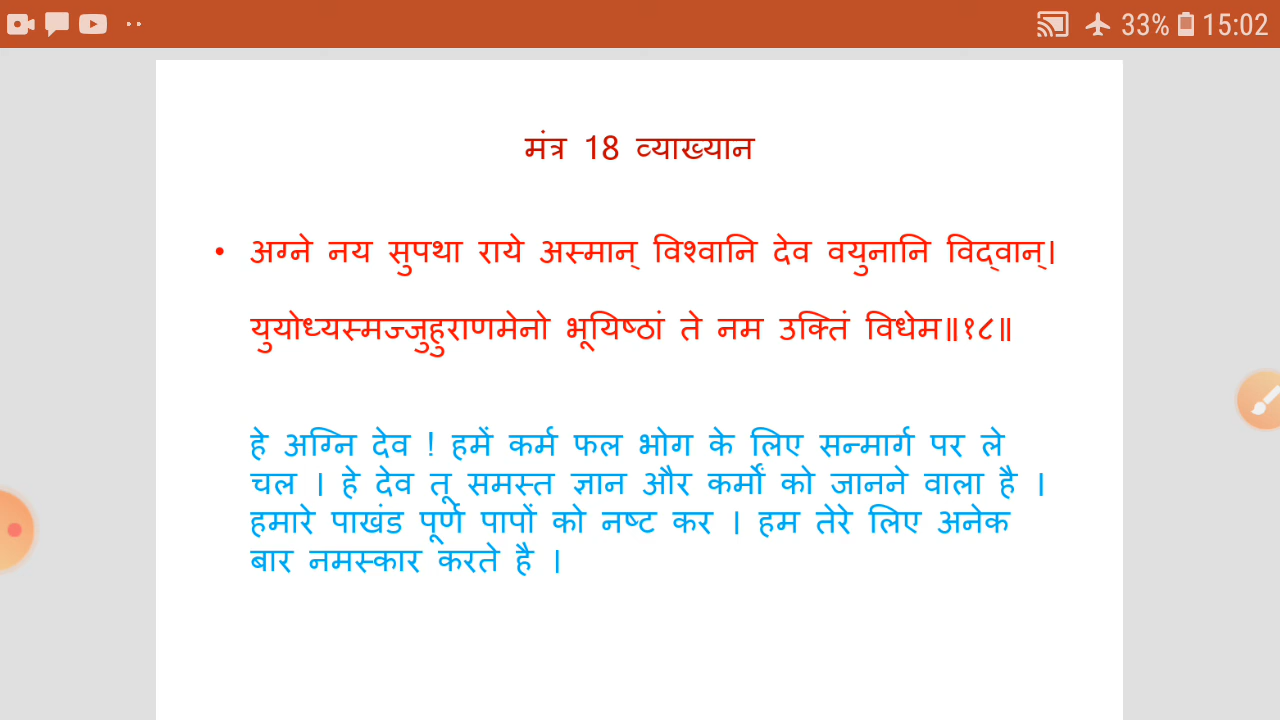 33% 15:02
मंत्र 18 व्याख्यान
• अग्ने नय सुपथा राये अस्मान् विश्वानि देव वयुनानि विद्वान्।
युयोध्यस्मज्जुहुराणमेनो भूयिष्ठां ते नम उक्तिं विधेम॥१८॥
हे अग्नि देव ! हमें कर्म फल भोग के लिए सन्मार्ग पर ले
चल । हे देव तू समस्त ज्ञान और कर्मों को जानने वाला है ।
हमारे पाखंड पूर्ण पापों को नष्ट कर । हम तेरे लिए अनेक
बार नमस्कार करते है ।